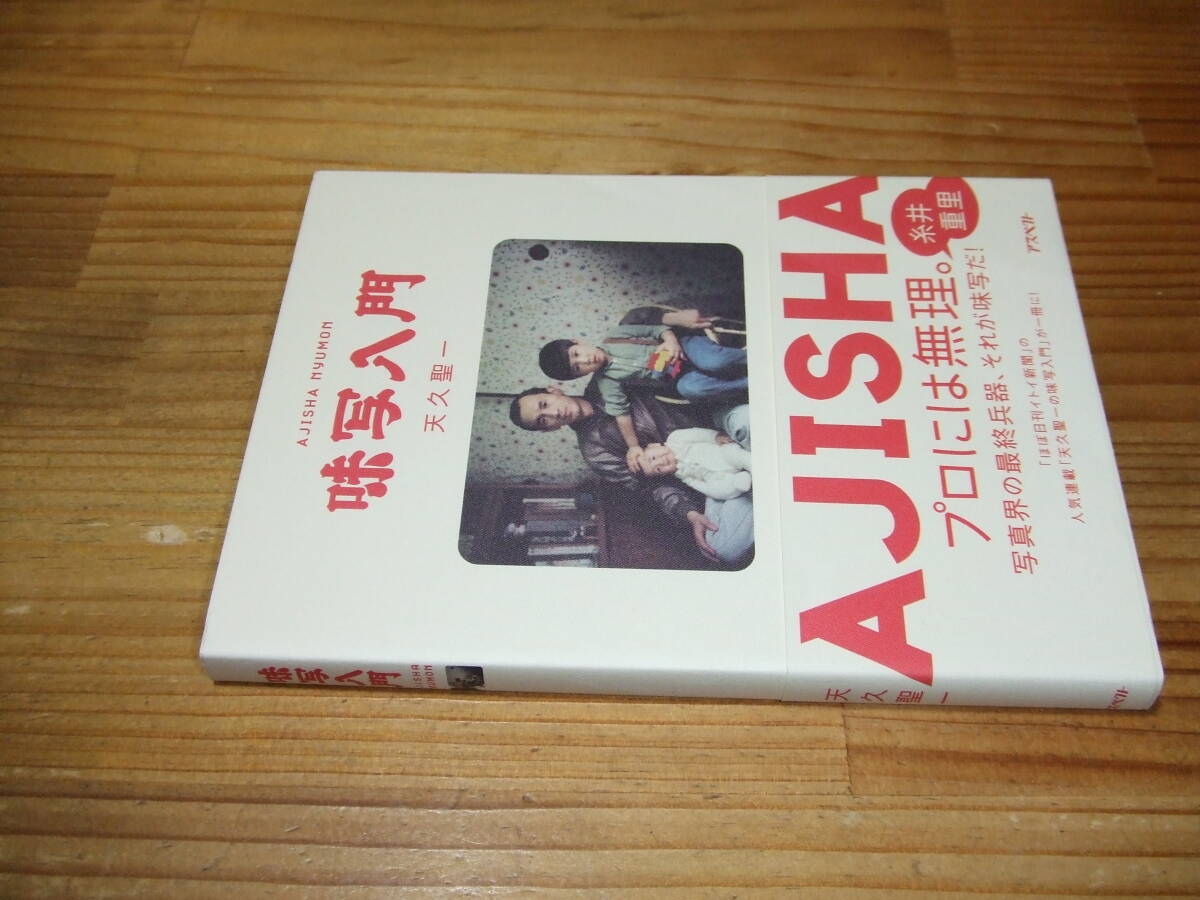 AJISHA NYUMON
味写入門
天久聖一
AJISHA
プロには無理。
糸井
重里
写真界の最終兵器、それが味写だ！
「ほぼ日刊イトイ新聞」の
人気連載「天久聖一の味写入門」が一冊に！
アスペクト
味写入門
AJISHA
NYUMON
天久聖一
アスペクト